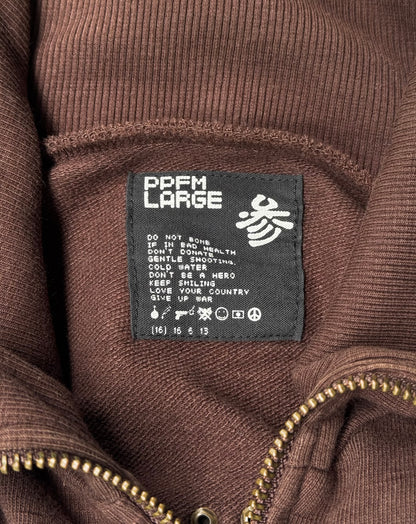 PPFM
LARGE
DO NOT BOMB
IF IN BAD HEALTH
DON'T DONATE
GENTLE SHOOTING.
COLD WATER
DON'T BE A HERO
KEEP SMILING
LOVE YOUR COUNTRY
GIVE UP WAR
(16) 16 6 13